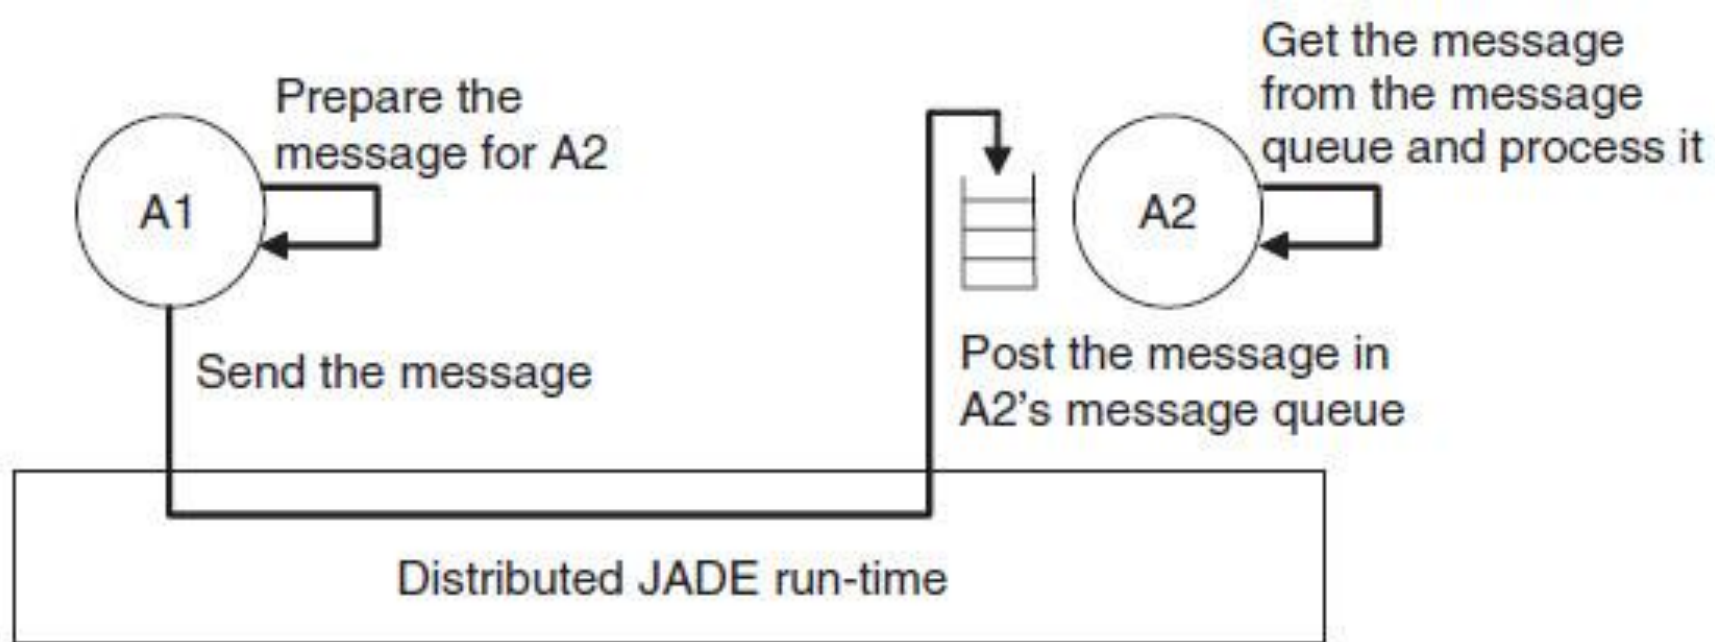 Prepare the
message for A2
A1
Send the message
Get the message
from the message
queue and process it
A2
Post the message in
A2’s message queue
Distributed JADE run-time